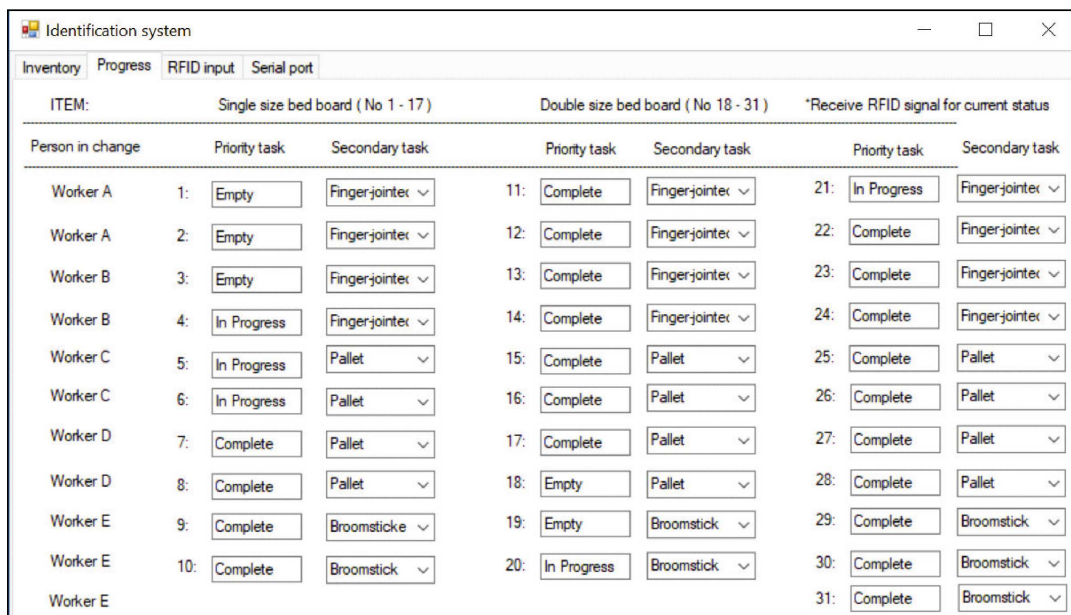 Identification system
Inventory Progress RFID input Serial port
ITEM: Single size bed board ( No 1 - 17 ) Double size bed board ( No 18 - 31 ) *Receive RFID signal for current status
Person in change Priority task Secondary task Priority task Secondary task Priority task Secondary task
Worker A 1: Empty Finger-jointec 11: Complete Finger-jointec 21: In Progress Finger-jointec
Worker A 2: Empty Finger-jointec 12: Complete Finger-jointec 22: Complete Finger-jointec
Worker B 3: Empty Finger-jointec 13: Complete Finger-jointec 23: Complete Finger-jointec
Worker B 4: In Progress Finger-jointec 14: Complete Finger-jointec 24: Complete Finger-jointec
Worker C 5: In Progress Pallet 15: Complete Pallet 25: Complete Pallet
Worker C 6: In Progress Pallet 16: Complete Pallet 26: Complete Pallet
Worker D 7: Complete Pallet 17: Complete Pallet 27: Complete Pallet
Worker D 8: Complete Pallet 18: Empty Pallet 28: Complete Pallet
Worker E 9: Complete Broomsticke 19: Empty Broomstick 29: Complete Broomstick
Worker E 10: Complete Broomstick 20: In Progress Broomstick 30: Complete Broomstick
Worker E 31: Complete Broomstick